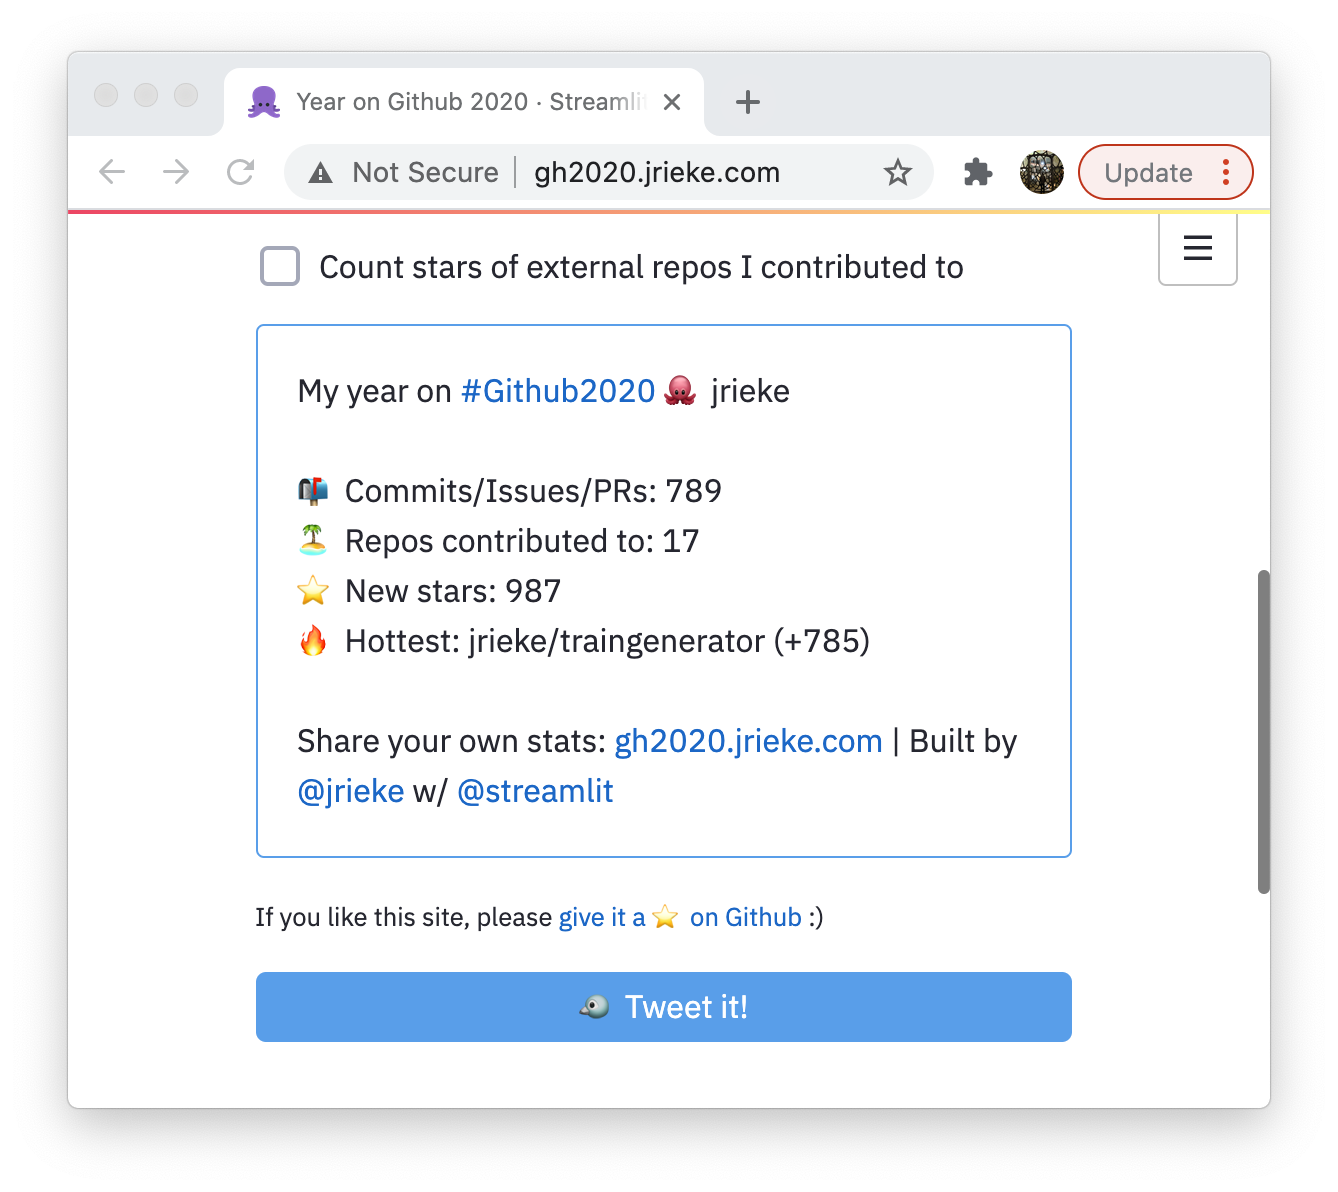 Year on Github 2020 · Streamlit
Not Secure | gh2020.jrieke.com
Update
Count stars of external repos I contributed to
My year on #Github2020 🐙 jrieke
📬 Commits/Issues/PRs: 789
🏝️ Repos contributed to: 17
⭐ New stars: 987
🔥 Hottest: jrieke/traingenerator (+785)
Share your own stats: gh2020.jrieke.com | Built by
@jrieke w/ @streamlit
If you like this site, please give it a ⭐ on Github :)
🐦 Tweet it!